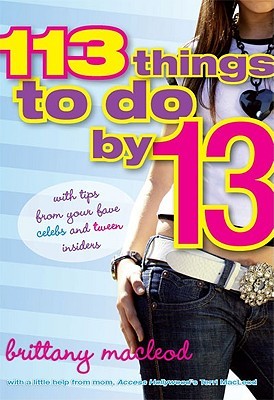 113 things
to do
by
13
with tips
from your fave
celebs and tween
insiders
brittany macleod
with a little help from mom, Access Hollywood's Terri MacLeod